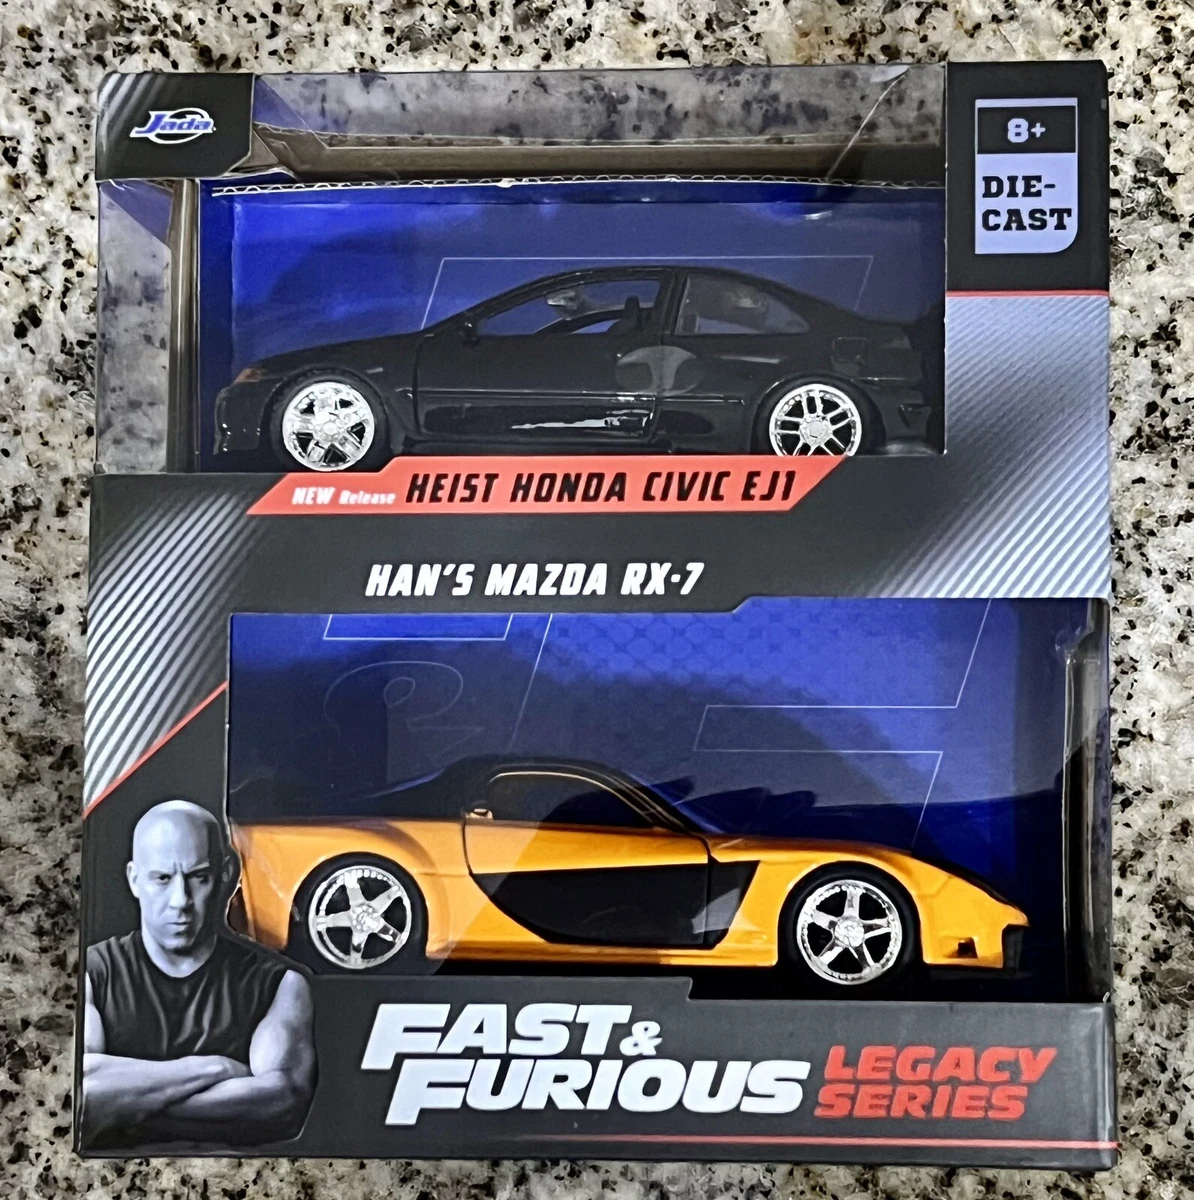 Jada
8+
DIE-
CAST
NEW Release HEIST HONDA CIVIC EJ1
HAN'S MAZDA RX-7
FAST &
FURIOUS
LEGACY
SERIES